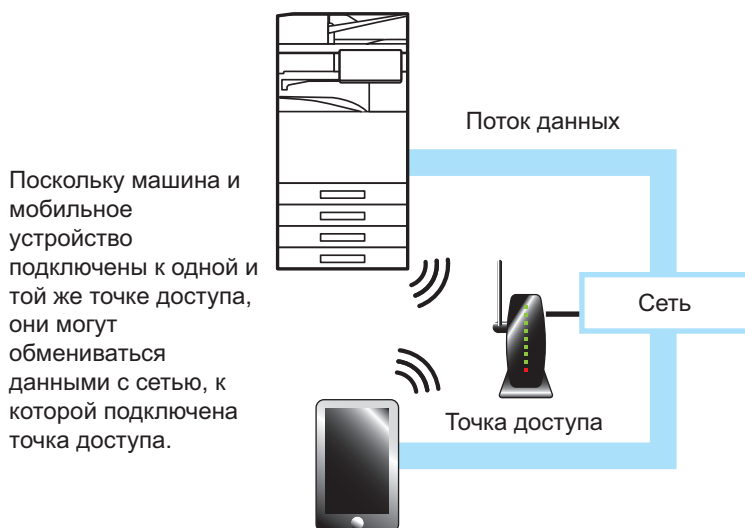 Поток данных
Поскольку машина и
мобильное
устройство
подключены к одной и
той же точке доступа,
они могут
обмениваться
данными с сетью, к
которой подключена
точка доступа.
Сеть
Точка доступа